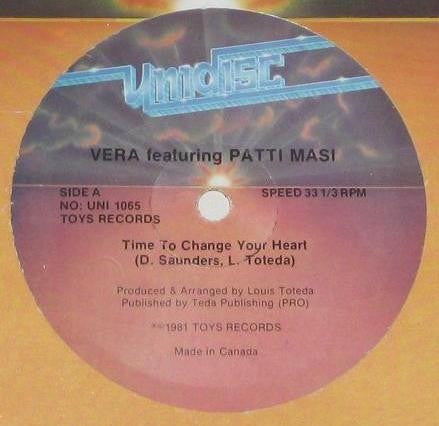 UNIDISC
VERA featuring PATTI MASI
SIDE A
NO: UNI 1065
TOYS RECORDS
SPEED 33 1/3 RPM
Time To Change Your Heart
(D. Saunders, L. Toteda)
Produced & Arranged by Louis Toteda
Published by Teda Publishing (PRO)
℗©1981 TOYS RECORDS
Made in Canada